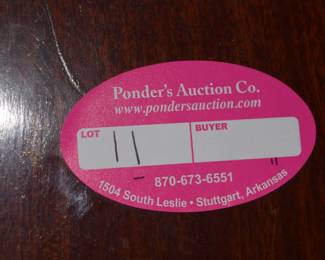 Ponder's Auction Co.
www.pondersauction.com
LOT BUYER
11
870-673-6551
1504 South Leslie • Stuttgart, Arkansas